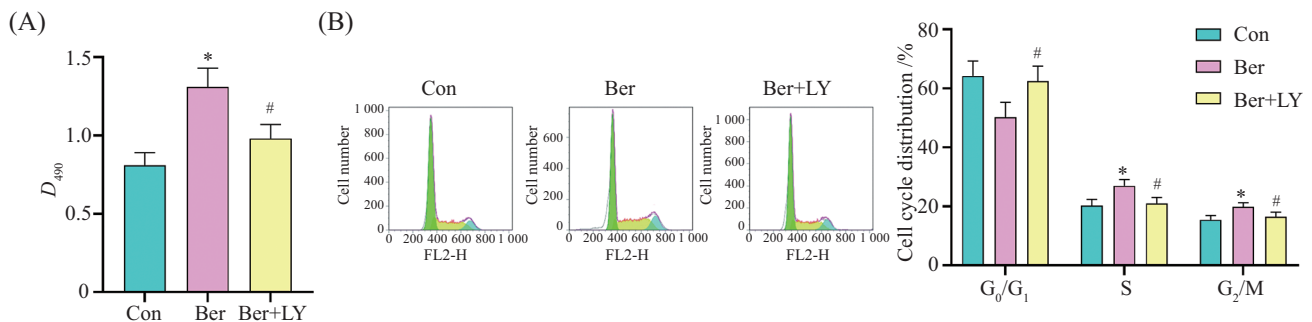 (A)
D₄₉₀
1.5
1.0
0.5
0
*
#
Con Ber Ber+LY
(B)
Con
Cell number
1 000
800
600
400
200
0
0 200 400 600 800 1 000
FL2-H
Ber
Cell number
600
400
200
0
0 200 400 600 800 1 000
FL2-H
Ber+LY
Cell number
1 000
800
600
400
200
0
0 200 400 600 800 1 000
FL2-H
Cell cycle distribution /%
80
60
40
20
0
#
* #
* #
G₀/G₁ S G₂/M
Con
Ber
Ber+LY